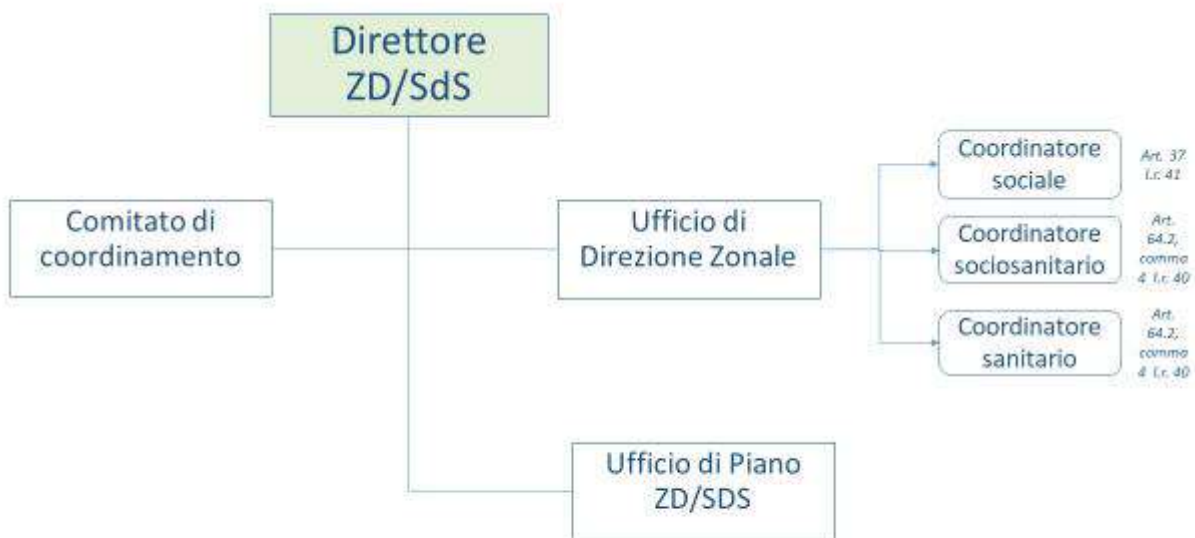 Direttore
ZD/SdS
Comitato di
coordinamento
Ufficio di
Direzione Zonale
Coordinatore
sociale
Art. 37
l.r. 41
Coordinatore
sociosanitario
Art.
64.2,
comma
4 l.r. 40
Coordinatore
sanitario
Art.
64.2,
comma
4 l.r. 40
Ufficio di Piano
ZD/SDS